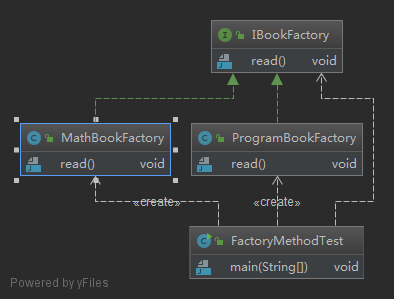 IBookFactory
read() void
MathBookFactory
read() void
ProgramBookFactory
read() void
«create»
«create»
FactoryMethodTest
main(String[]) void
Powered by yFiles